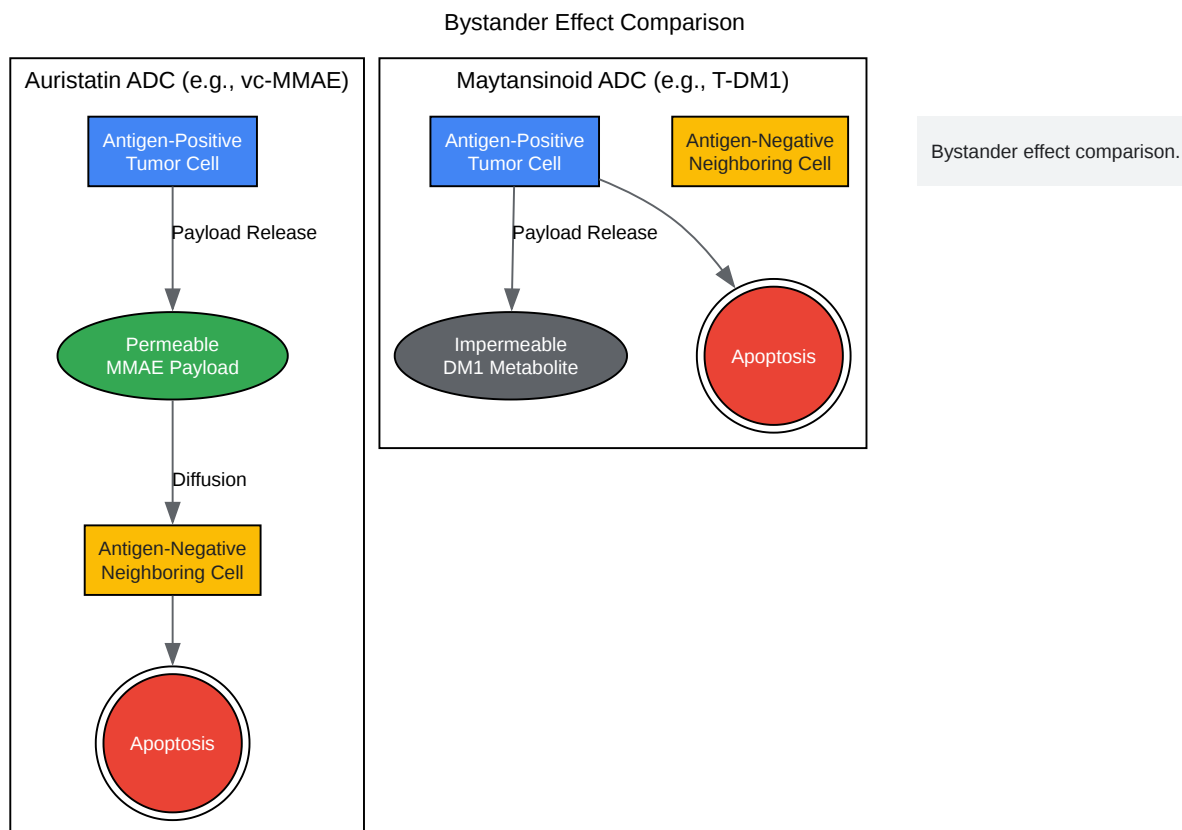 Bystander Effect Comparison
Auristatin ADC (e.g., vc-MMAE)
Antigen-Positive
Tumor Cell
Payload Release
Permeable
MMAE Payload
Diffusion
Antigen-Negative
Neighboring Cell
Apoptosis
Maytansinoid ADC (e.g., T-DM1)
Antigen-Positive
Tumor Cell
Antigen-Negative
Neighboring Cell
Payload Release
Impermeable
DM1 Metabolite
Apoptosis
Bystander effect comparison.